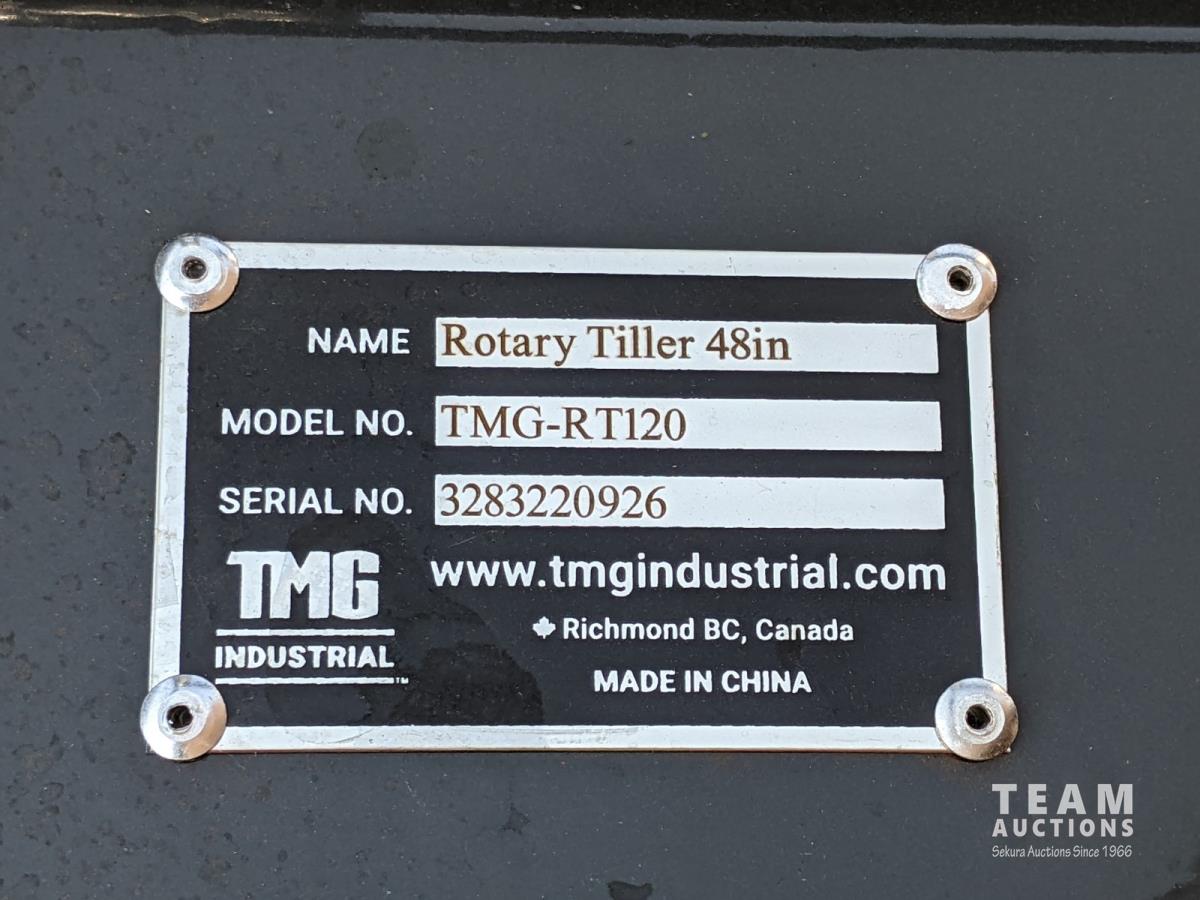 NAME Rotary Tiller 48in
MODEL NO. TMG-RT120
SERIAL NO. 3283220926
TMG
INDUSTRIAL™
www.tmgindustrial.com
Richmond BC, Canada
MADE IN CHINA
TEAM
AUCTIONS
Sekura Auctions Since 1966